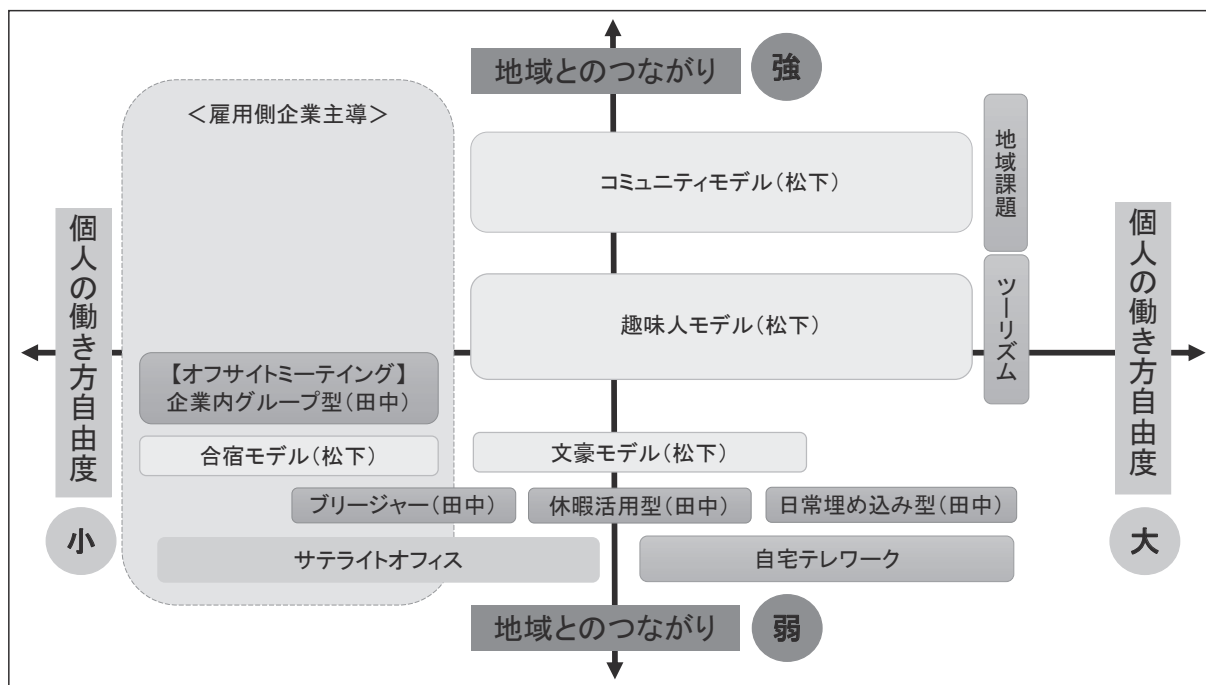 地域とのつながり 強
＜雇用側企業主導＞
コミュニティモデル（松下）
地域課題
個人の働き方自由度 小
個人の働き方自由度 大
趣味人モデル（松下）
ツーリズム
【オフサイトミーテイング】
企業内グループ型（田中）
合宿モデル（松下）
文豪モデル（松下）
ブリージャー（田中）
休暇活用型（田中）
日常埋め込み型（田中）
サテライトオフィス
自宅テレワーク
地域とのつながり 弱